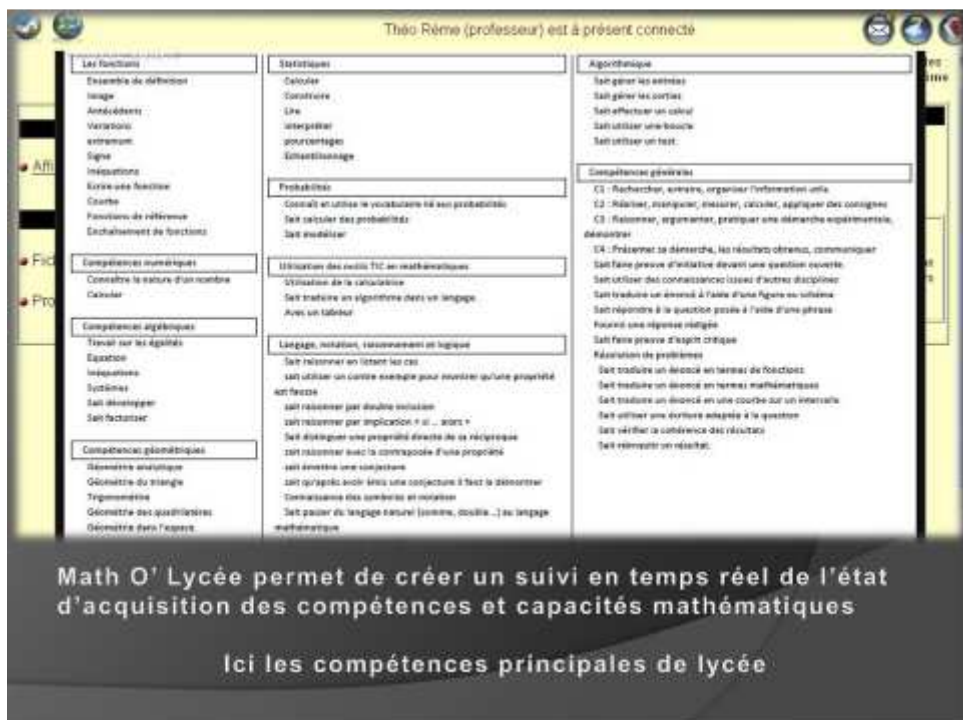 Théo Rème (professeur) est à présent connecté
Les fonctions
Ensemble de définition
Image
Antécédents
Variations
extremum
Signe
Inéquations
Ecrire une fonction
Courbe
Fonctions de référence
Enchaînement de fonctions
Compétences numériques
Connaître la nature d'un nombre
Calculer
Compétences algébriques
Travail sur les égalités
Equation
Inéquations
Systèmes
Sait développer
Sait factoriser
Compétences géométriques
Géométrie analytique
Géométrie du triangle
Trigonométrie
Géométrie des quadrilatères
Géométrie dans l'espace
Statistiques
Calculer
Construire
Lire
interpréter
pourcentages
Echantillonnage
Probabilités
Connaît et utilise le vocabulaire lié aux probabilités
Sait calculer des probabilités
Sait modéliser
Utilisation des outils TIC en mathématiques
Utilisation de la calculatrice
Sait traduire un algorithme dans un langage
Avec un tableur
Langage, notation, raisonnement et logique
Sait raisonner en listant les cas
sait utiliser un contre exemple pour montrer qu'une propriété
est fausse
sait raisonner par double inclusion
sait raisonner par implication « si ... alors »
Sait distinguer une propriété directe de sa réciproque
sait raisonner avec la contraposée d'une propriété
sait émettre une conjecture
sait qu'après avoir émis une conjecture il faut la démontrer
Connaissance des symboles et notation
Sait passer du langage naturel (somme, double ...) au langage
mathématique
Algorithmique
Sait gérer les entrées
Sait gérer les sorties
Sait effectuer un calcul
Sait utiliser une boucle
Sait utiliser un test.
Compétences générales
C1 : Rechercher, extraire, organiser l'information utile
C2 : Réaliser, manipuler, mesurer, calculer, appliquer des consignes
C3 : Raisonner, argumenter, pratiquer une démarche expérimentale,
démontrer
C4 : Présenter sa démarche, les résultats obtenus, communiquer
Sait faire preuve d'initiative devant une question ouverte.
Sait utiliser des connaissances issues d'autres disciplines
Sait traduire un énoncé à l'aide d'une figure ou schéma
Sait répondre à la question posée à l'aide d'une phrase
Fournit une réponse rédigée
Sait faire preuve d'esprit critique
Résolution de problèmes
Sait traduire un énoncé en termes de fonctions
Sait traduire un énoncé en termes mathématiques
Sait traduire un énoncé en une courbe sur un intervalle
Sait utiliser une écriture adaptée à la question
Sait vérifier la cohérence des résultats
Sait réinvestir un résultat.
Affi
Fic
Pro
Math O' Lycée permet de créer un suivi en temps réel de l'état
d'acquisition des compétences et capacités mathématiques
Ici les compétences principales de lycée